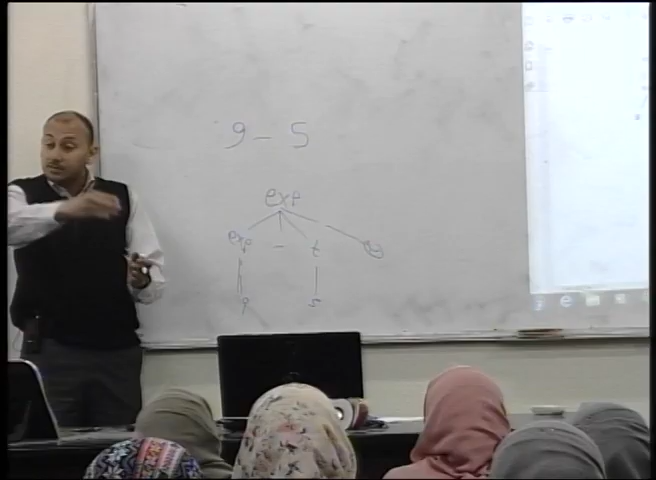 9 - 5
exp
exp - t
9 5